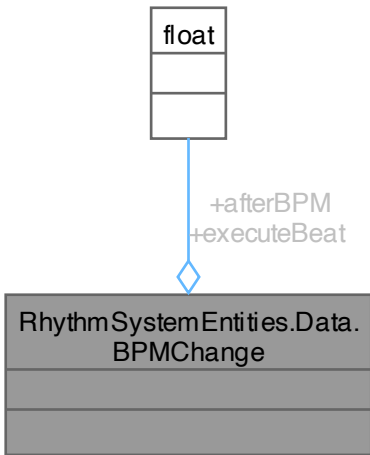 float
+afterBPM
+executeBeat
RhythmSystemEntities.Data.
BPMChange